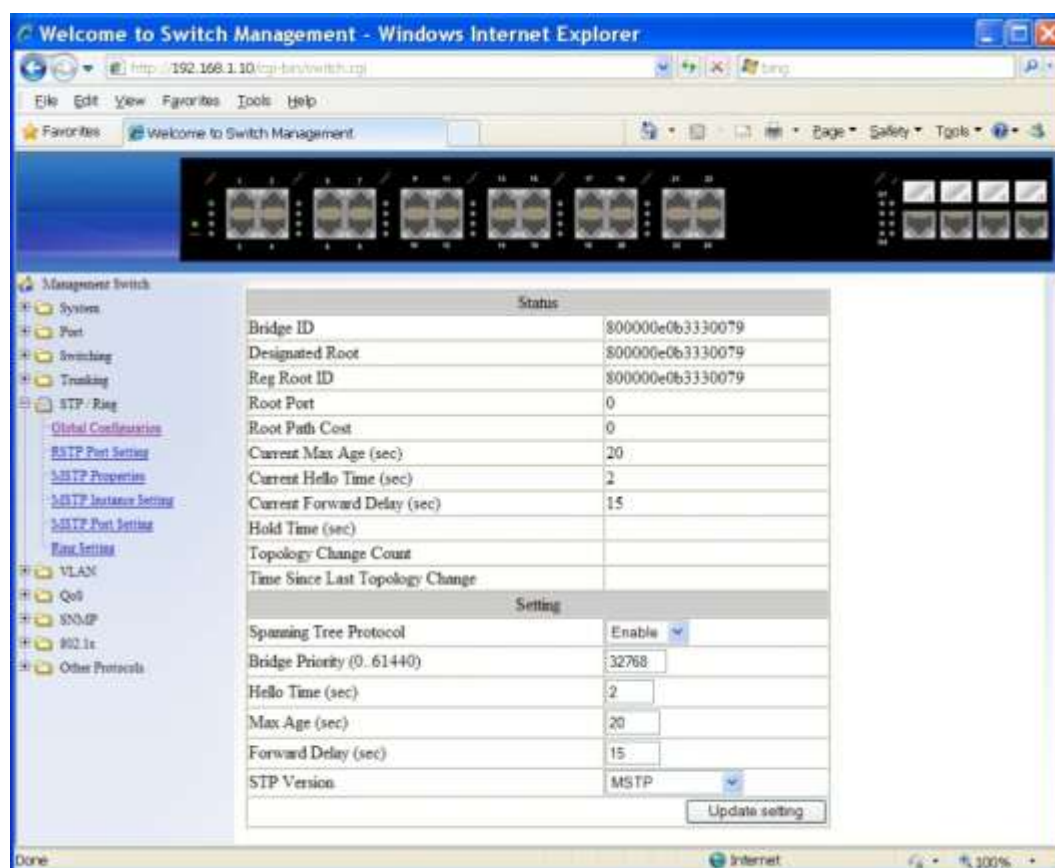 Welcome to Switch Management - Windows Internet Explorer
http://192.168.1.10/cgi-bin/switch.cgi
bing
File Edit View Favorites Tools Help
Favorites Welcome to Switch Management Page Safety Tools
Management Switch
System
Port
Switching
Trunking
STP / Ring
Global Configuration
RSTP Port Setting
MSTP Properties
MSTP Instance Setting
MSTP Port Setting
Ring Setting
VLAN
QoS
SNMP
802.1x
Other Protocols
Status
Bridge ID 800000e0b3330079
Designated Root 800000e0b3330079
Reg Root ID 800000e0b3330079
Root Port 0
Root Path Cost 0
Current Max Age (sec) 20
Current Hello Time (sec) 2
Current Forward Delay (sec) 15
Hold Time (sec)
Topology Change Count
Time Since Last Topology Change
Setting
Spanning Tree Protocol Enable
Bridge Priority (0..61440) 32768
Hello Time (sec) 2
Max Age (sec) 20
Forward Delay (sec) 15
STP Version MSTP
Update setting
Done Internet 100%